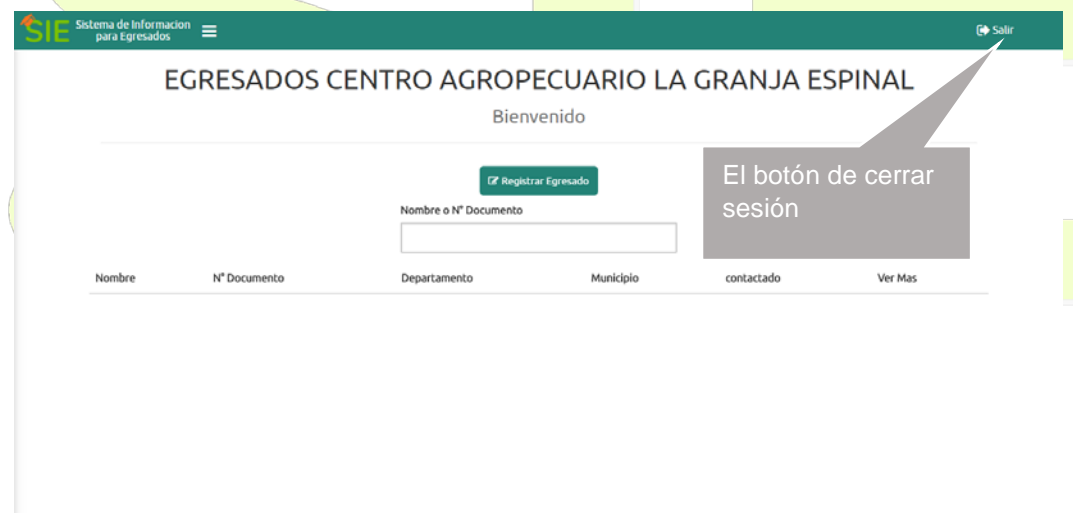 SIE Sistema de Informacion
para Egresados
Salir
EGRESADOS CENTRO AGROPECUARIO LA GRANJA ESPINAL
Bienvenido
El botón de cerrar
sesión
Registrar Egresado
Nombre o N° Documento
Nombre N° Documento Departamento Municipio contactado Ver Mas